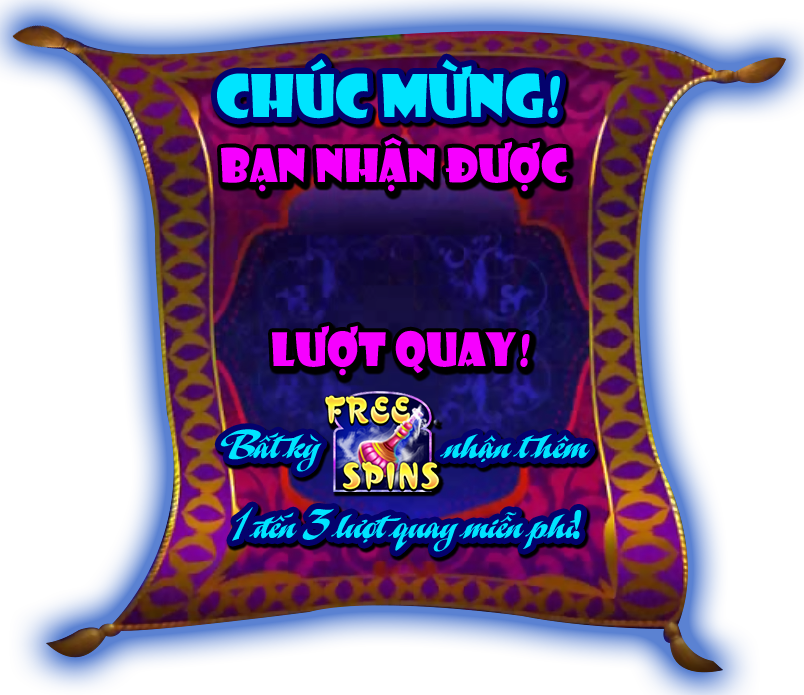 CHÚC MỪNG!
BẠN NHẬN ĐƯỢC
LƯỢT QUAY!
Bất kỳ FREE SPINS nhận thêm
1 đến 3 lượt quay miễn phí!